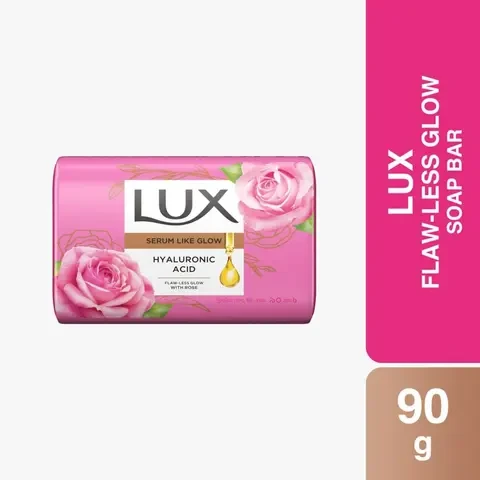 LUX
SERUM LIKE GLOW
HYALURONIC
ACID
FLAW-LESS GLOW
WITH ROSE
LUX
FLAW-LESS GLOW
SOAP BAR
90
g